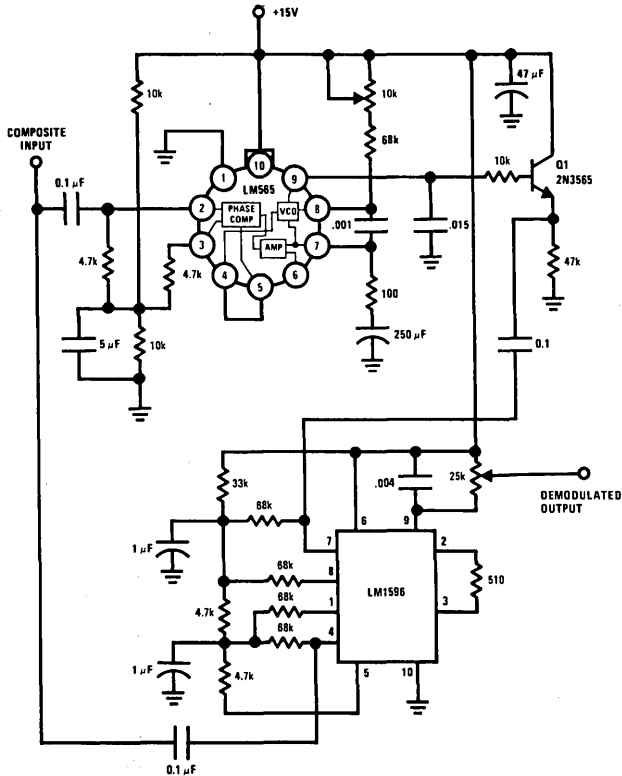 +15V
10k
10k
47 µF
COMPOSITE
INPUT
68k
10k
Q1
2N3565
0.1 µF
1
10
9
LM565
2
PHASE
COMP
VCO
8
.001
.015
3
AMP
7
4.7k
4.7k
4
5
6
47k
100
5 µF
10k
250 µF
0.1
33k
.004
25k
68k
6
9
DEMODULATED
OUTPUT
1 µF
7
2
68k
8
LM1596
510
68k
1
4.7k
68k
4
3
1 µF
4.7k
5
10
0.1 µF